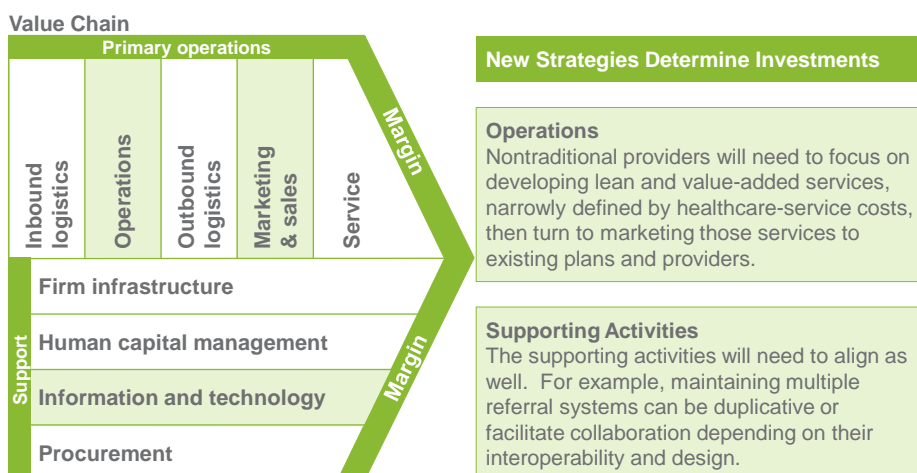 Value Chain
Primary operations
Inbound
logistics
Operations
Outbound
logistics
Marketing
& sales
Service
Margin
Support
Firm infrastructure
Human capital management
Information and technology
Procurement
Margin
New Strategies Determine Investments
Operations
Nontraditional providers will need to focus on
developing lean and value-added services,
narrowly defined by healthcare-service costs,
then turn to marketing those services to
existing plans and providers.
Supporting Activities
The supporting activities will need to align as
well.  For example, maintaining multiple
referral systems can be duplicative or
facilitate collaboration depending on their
interoperability and design.